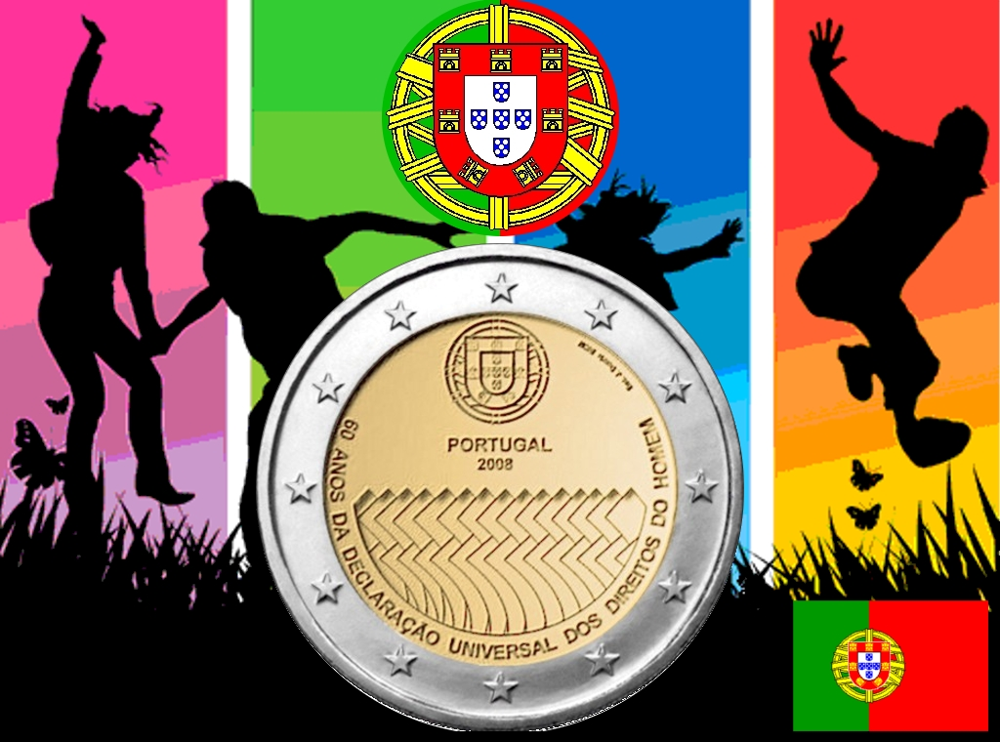 PORTUGAL
2008
60 ANOS DA DECLARAÇÃO UNIVERSAL DOS DIREITOS DO HOMEM